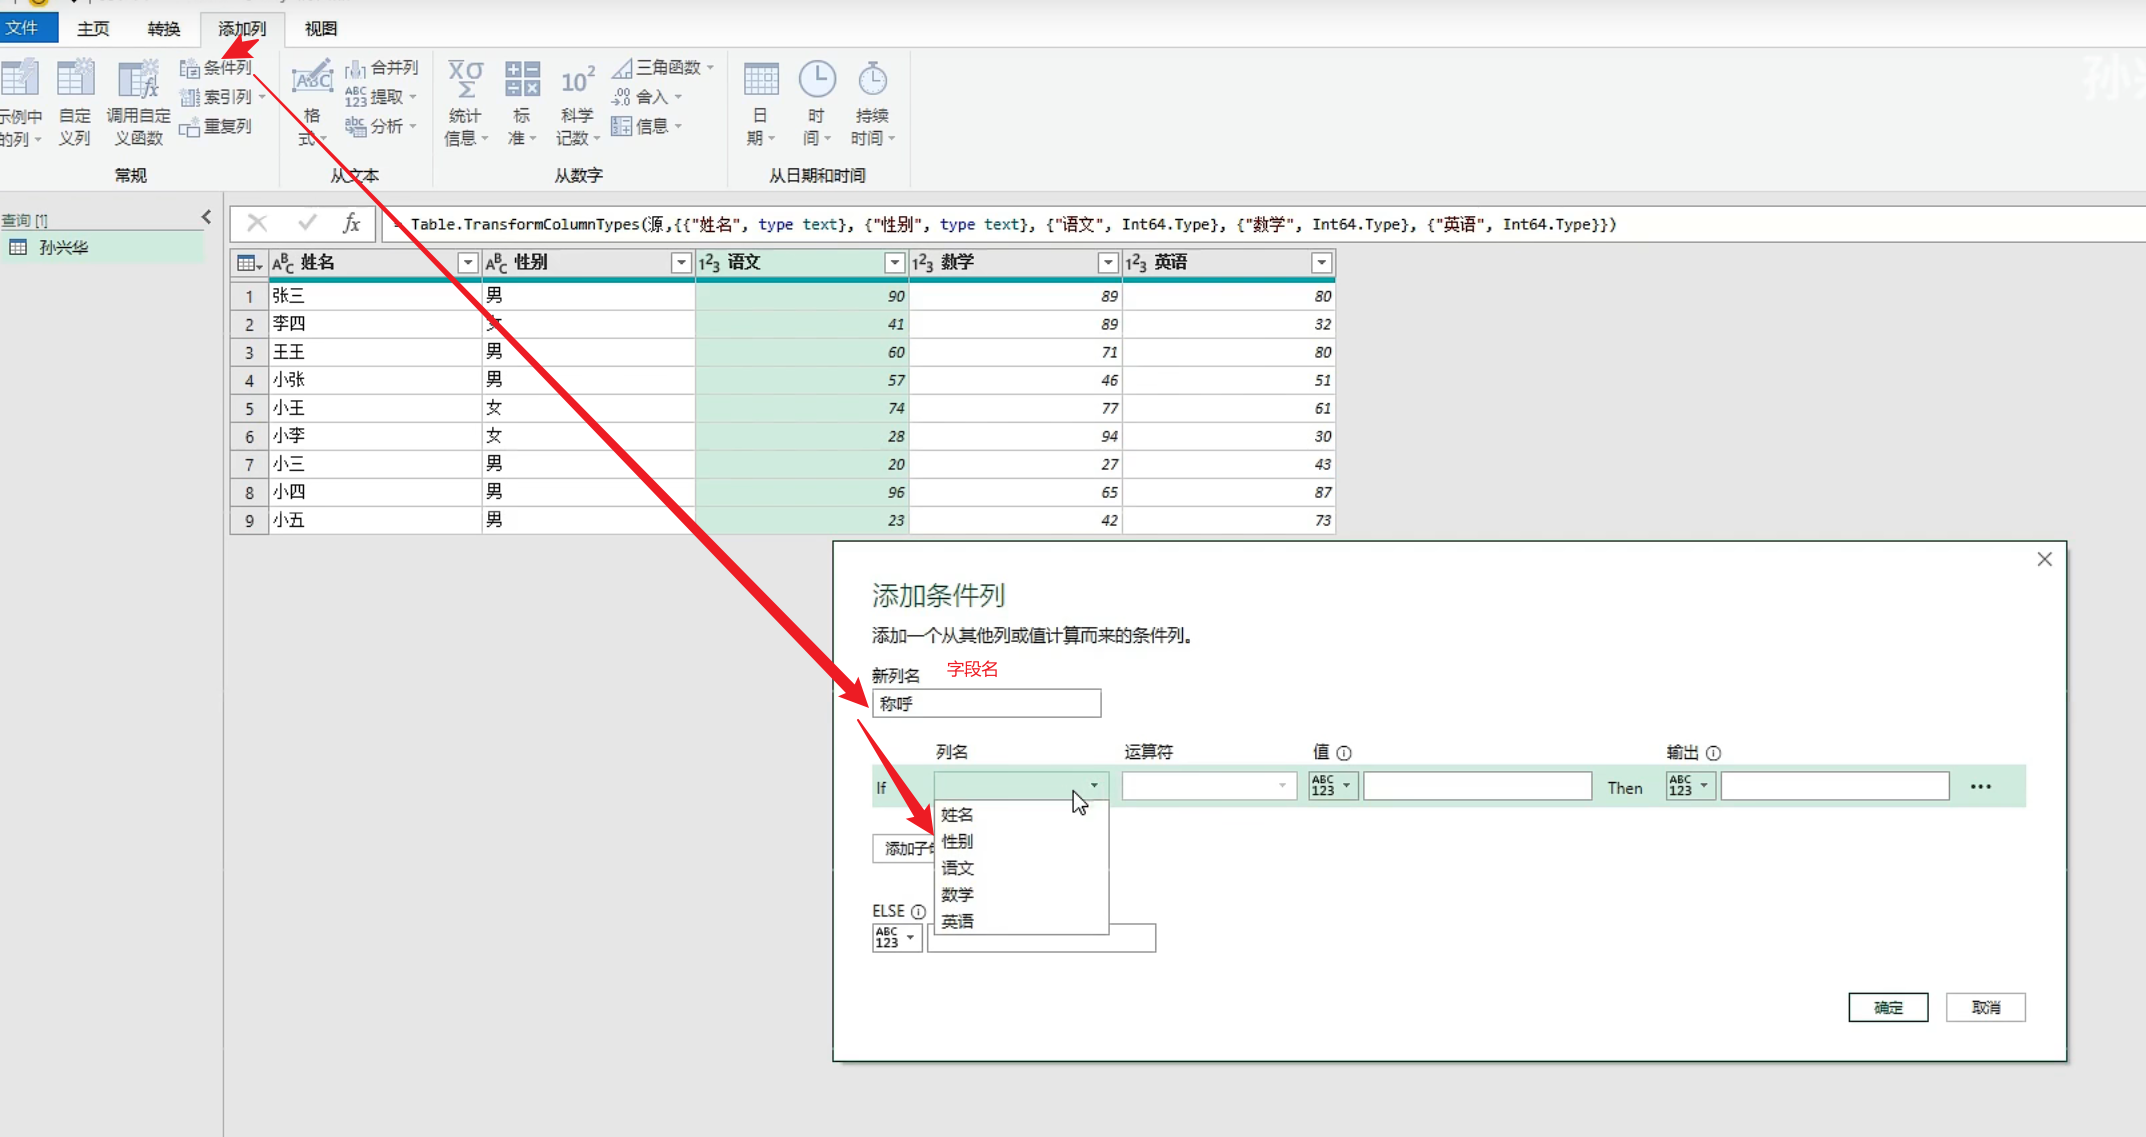 文件 主页 转换 添加列 视图
条件列 合并列 三角函数
索引列 提取 舍入
重复列 分析 信息
示例中的列 自定义列 调用自定义函数 格式 统计信息 标准 科学记数 日期 时间 持续时间
常规 从文本 从数字 从日期和时间
孙兴
查询 [1]
孙兴华
= Table.TransformColumnTypes(源,{{"姓名", type text}, {"性别", type text}, {"语文", Int64.Type}, {"数学", Int64.Type}, {"英语", Int64.Type}})
姓名 性别 语文 数学 英语
1 张三 男 90 89 80
2 李四 女 41 89 32
3 王王 男 60 71 80
4 小张 男 57 46 51
5 小王 女 74 77 61
6 小李 女 28 94 30
7 小三 男 20 27 43
8 小四 男 96 65 87
9 小五 男 23 42 73
添加条件列
添加一个从其他列或值计算而来的条件列。
新列名 字段名
称呼
列名 运算符 值 输出
If ABC 123 Then ABC 123 ...
姓名
性别
语文
数学
英语
添加子
ELSE
ABC 123
确定 取消